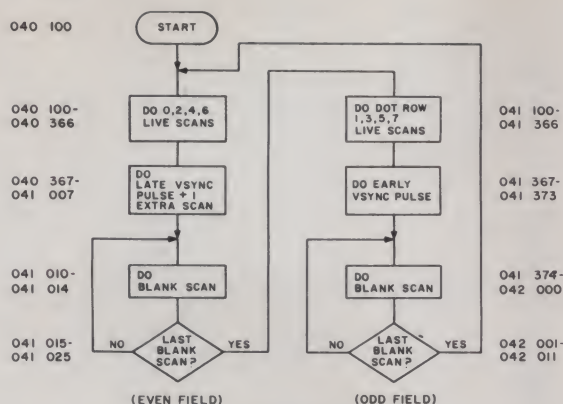 040 100
START
040 100-
040 366
DO 0,2,4,6
LIVE SCANS
DO DOT ROW
1,3,5,7
LIVE SCANS
041 100-
041 366
040 367-
041 007
DO
LATE VSYNC
PULSE + 1
EXTRA SCAN
DO EARLY
VSYNC PULSE
041 367-
041 373
041 010-
041 014
DO
BLANK SCAN
DO
BLANK SCAN
041 374-
042 000
041 015-
041 025
NO
LAST
BLANK
SCAN?
YES
NO
LAST
BLANK
SCAN?
YES
042 001-
042 011
(EVEN FIELD)
(ODD FIELD)